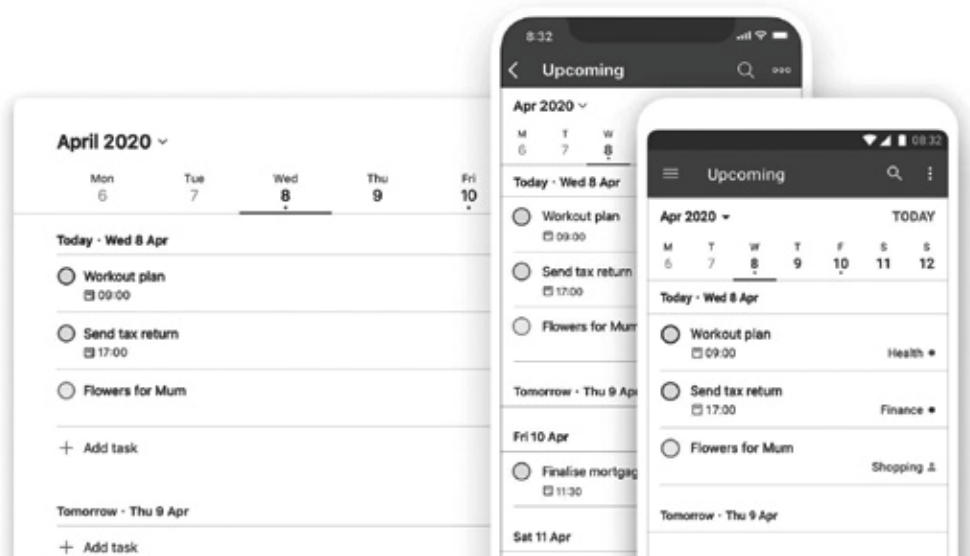 April 2020
Mon Tue Wed Thu Fri
6 7 8 9 10
Today · Wed 8 Apr
Workout plan
09:00
Send tax return
17:00
Flowers for Mum
+ Add task
Tomorrow · Thu 9 Apr
+ Add task
8:32
Upcoming
Apr 2020
M T W
6 7 8
Today · Wed 8 Apr
Workout plan
09:00
Send tax return
17:00
Flowers for Mum
Tomorrow · Thu 9 Apr
Fri 10 Apr
Finalise mortgag
11:30
Sat 11 Apr
08:32
Upcoming
Apr 2020 TODAY
M T W T F S S
6 7 8 9 10 11 12
Today · Wed 8 Apr
Workout plan
09:00 Health
Send tax return
17:00 Finance
Flowers for Mum
Shopping
Tomorrow · Thu 9 Apr